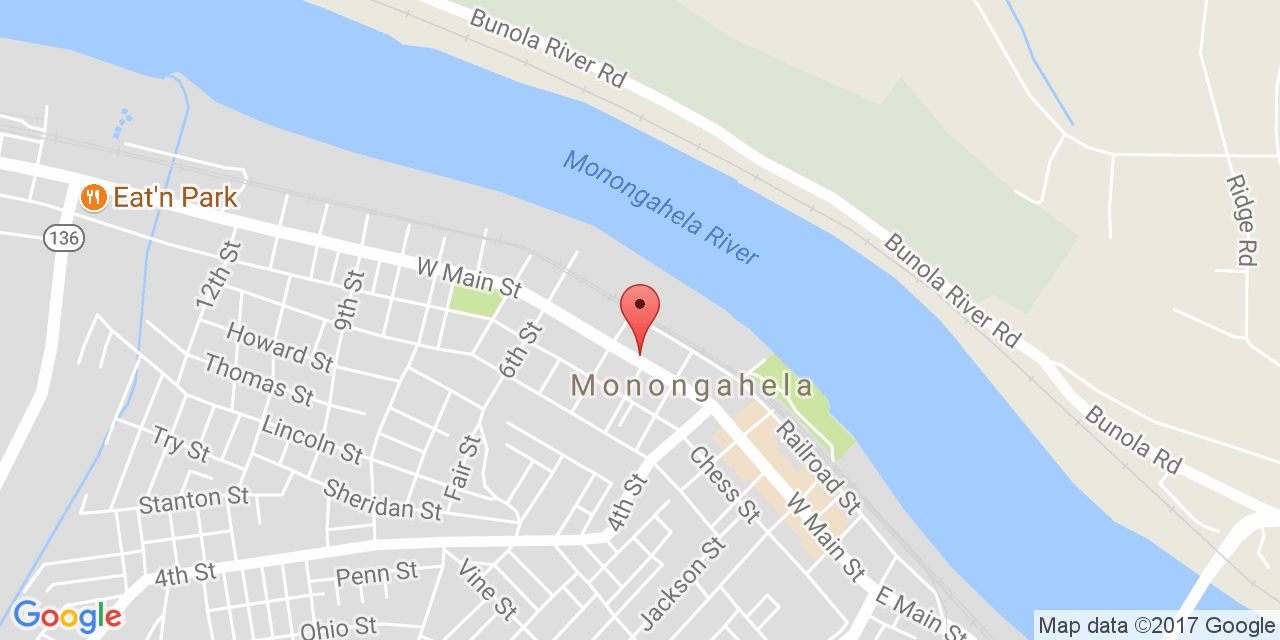 Bunola River Rd
Monongahela River
Eat'n Park
136
Ridge Rd
12th St
W Main St
Bunola River Rd
9th St
6th St
Howard St
Thomas St
Monongahela
Lincoln St
Try St
Fair St
Railroad St
Bunola Rd
Chess St
Stanton St
Sheridan St
4th St
W Main St
4th St
Penn St
Vine St
Jackson St
E Main St
Ohio St
Google
Map data ©2017 Google